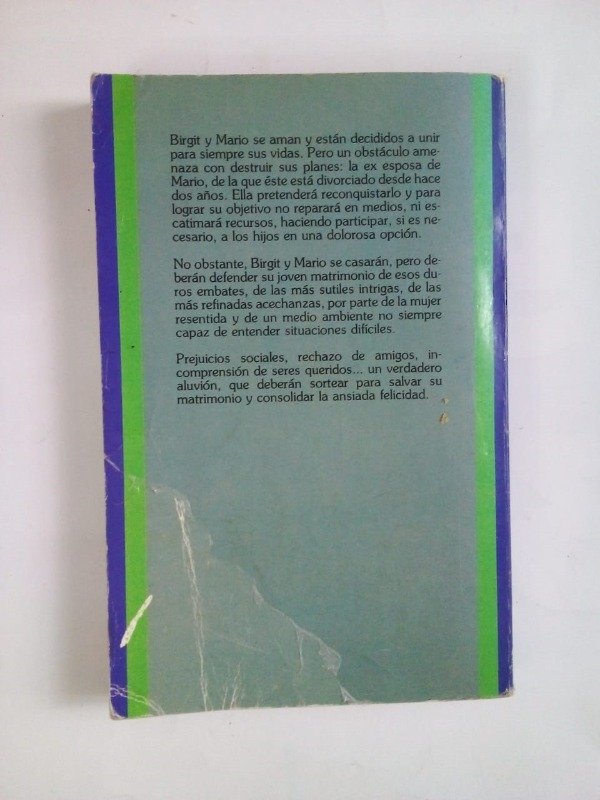 Birgit y Mario se aman y están decididos a unir
para siempre sus vidas. Pero un obstáculo ame-
naza con destruir sus planes: la ex esposa de
Mario, de la que éste está divorciado desde hace
dos años. Ella pretenderá reconquistarlo y para
lograr su objetivo no reparará en medios, ni es-
catimará recursos, haciendo participar, si es ne-
cesario, a los hijos en una dolorosa opción.
No obstante, Birgit y Mario se casarán, pero de-
berán defender su joven matrimonio de esos du-
ros embates, de las más sutiles intrigas, de las
más refinadas acechanzas, por parte de la mujer
resentida y de un medio ambiente no siempre
capaz de entender situaciones difíciles.
Prejuicios sociales, rechazo de amigos, in-
comprensión de seres queridos... un verdadero
aluvión, que deberán sortear para salvar su
matrimonio y consolidar la ansiada felicidad.